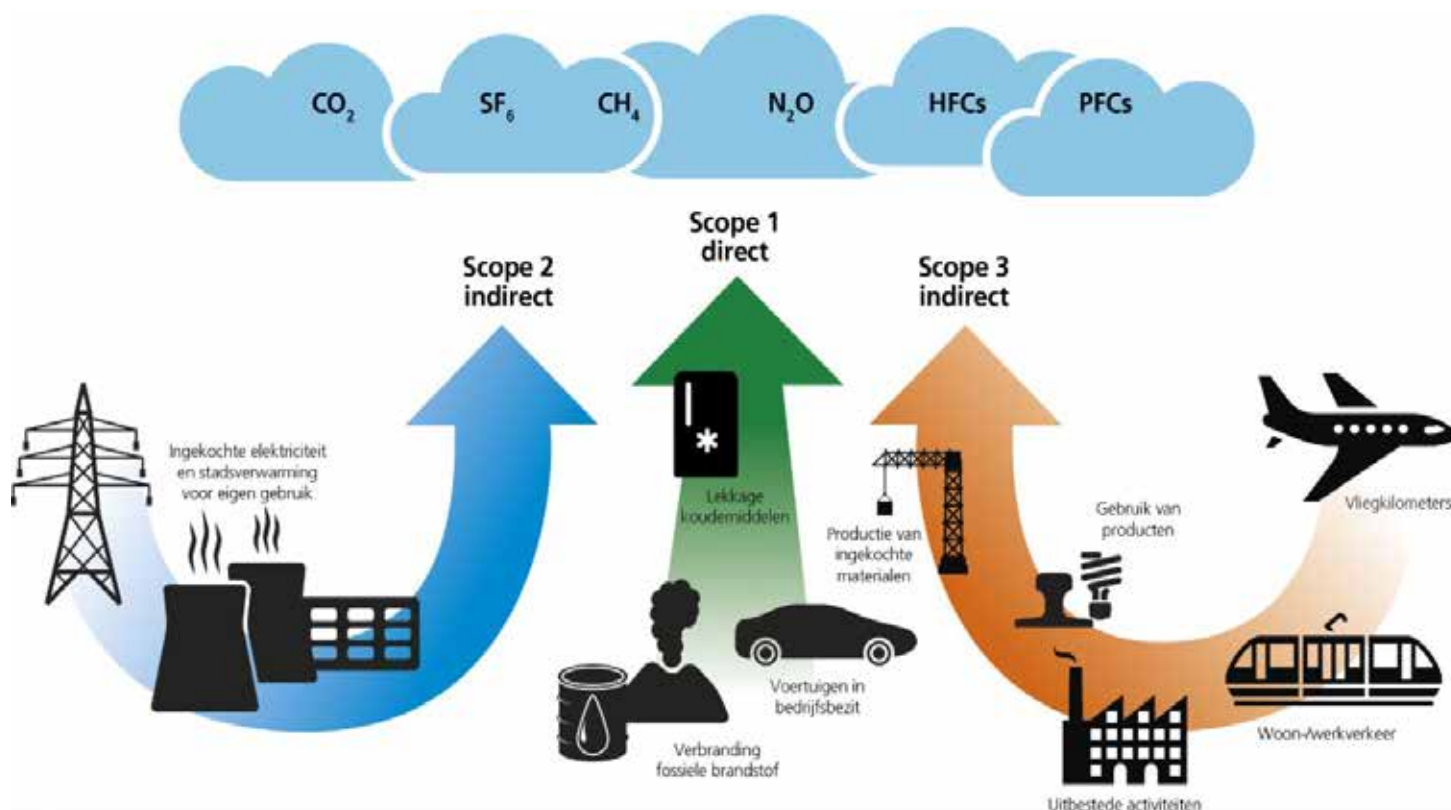 CO₂
SF₆
CH₄
N₂O
HFCs
PFCs
Scope 1
direct
Scope 2
indirect
Scope 3
indirect
Ingekochte elektriciteit
en stadsverwarming
voor eigen gebruik
Lekkage
koudemiddelen
Productie van
ingekochte
materialen
Gebruik van
producten
Vliegkilometers
Voertuigen in
bedrijfsbezit
Verbranding
fossiele brandstof
Woon-/werkverkeer
Uitbestede activiteiten